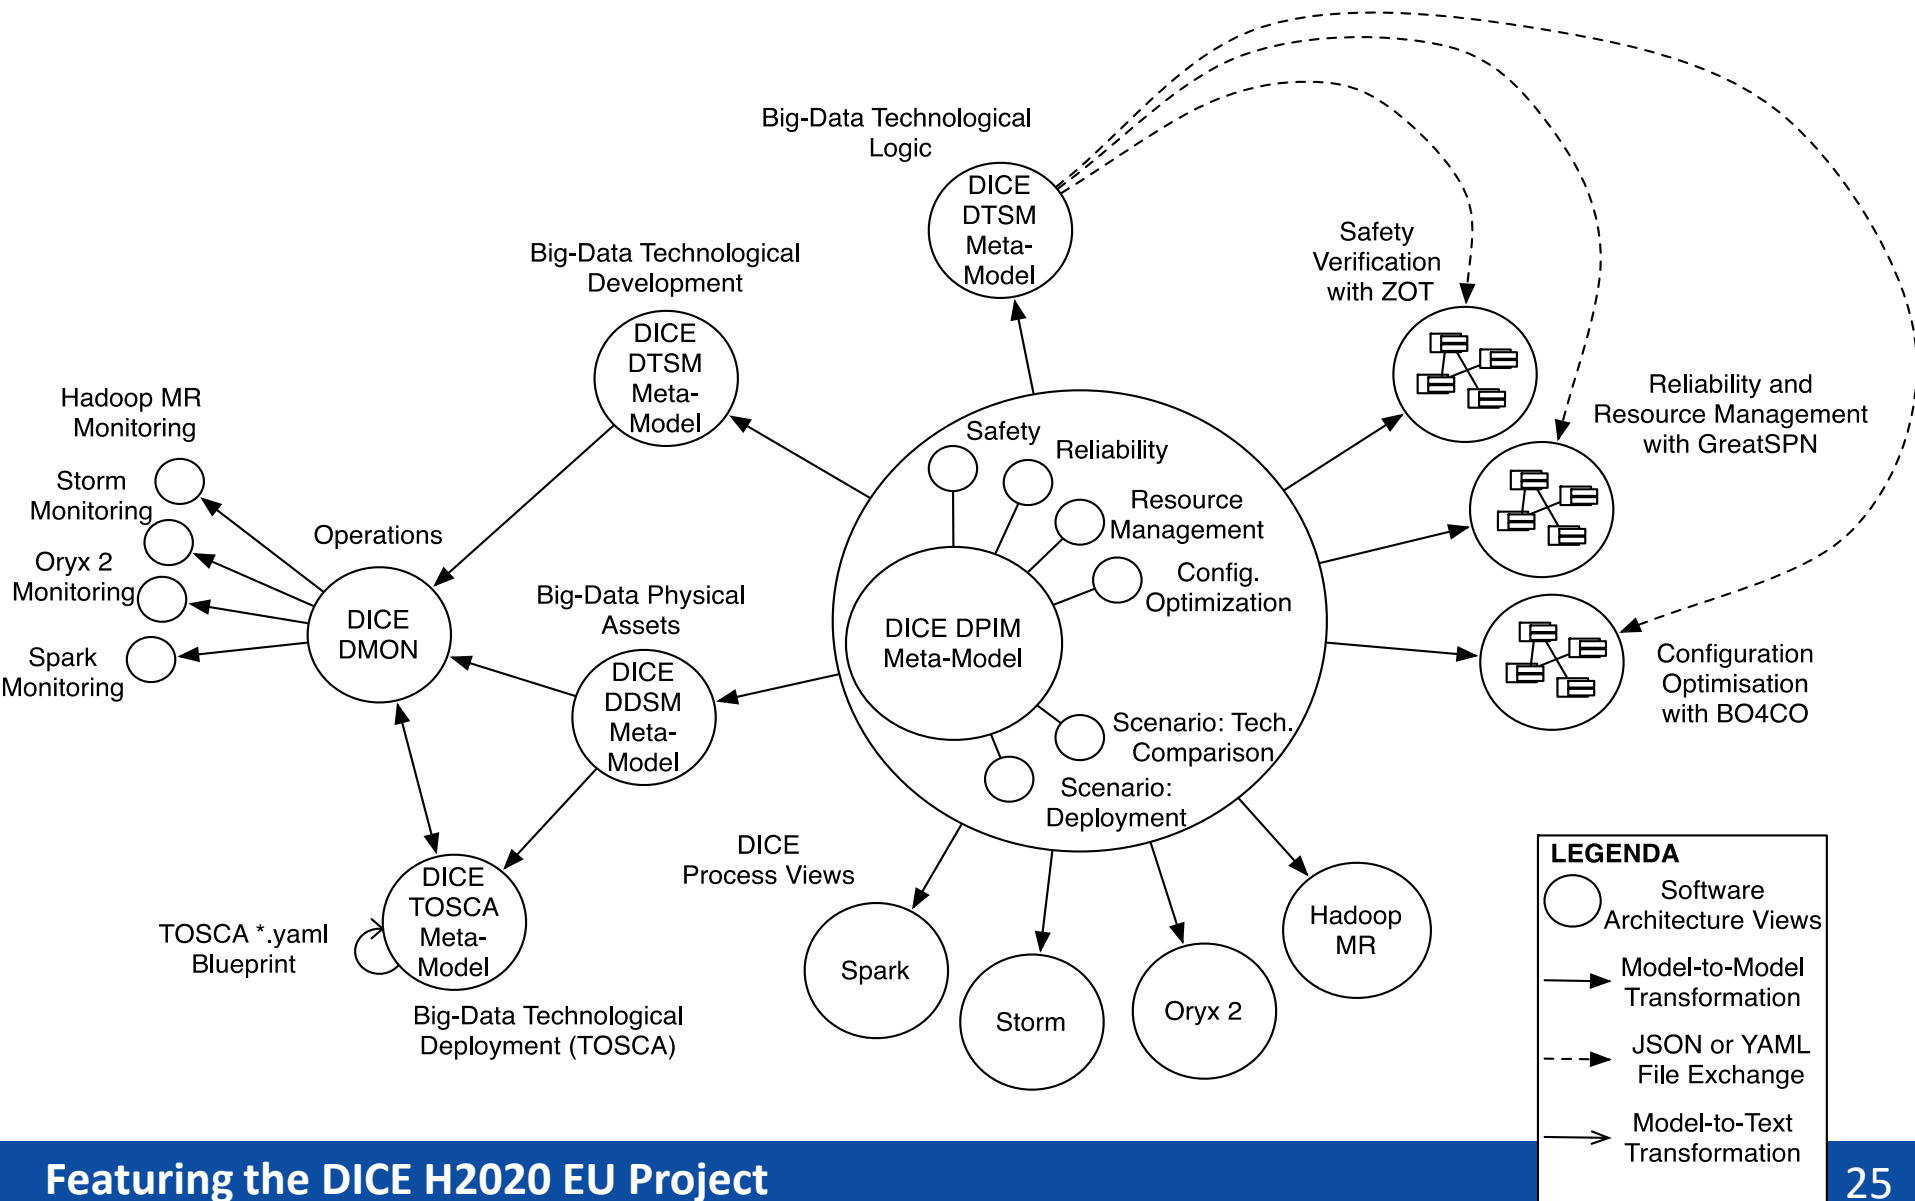 Big-Data Technological
Logic
DICE
DTSM
Meta-
Model
Big-Data Technological
Development
DICE
DTSM
Meta-
Model
Safety
Verification
with ZOT
Reliability and
Resource Management
with GreatSPN
Configuration
Optimisation
with BO4CO
Hadoop MR
Monitoring
Storm
Monitoring
Oryx 2
Monitoring
Spark
Monitoring
Operations
DICE
DMON
Big-Data Physical
Assets
DICE
DDSM
Meta-
Model
Safety
Reliability
Resource
Management
Config.
Optimization
DICE DPIM
Meta-Model
Scenario: Tech.
Comparison
Scenario:
Deployment
DICE
Process Views
Spark
Storm
Oryx 2
Hadoop
MR
DICE
TOSCA
Meta-
Model
TOSCA *.yaml
Blueprint
Big-Data Technological
Deployment (TOSCA)
LEGENDA
Software
Architecture Views
Model-to-Model
Transformation
JSON or YAML
File Exchange
Model-to-Text
Transformation
Featuring the DICE H2020 EU Project
25